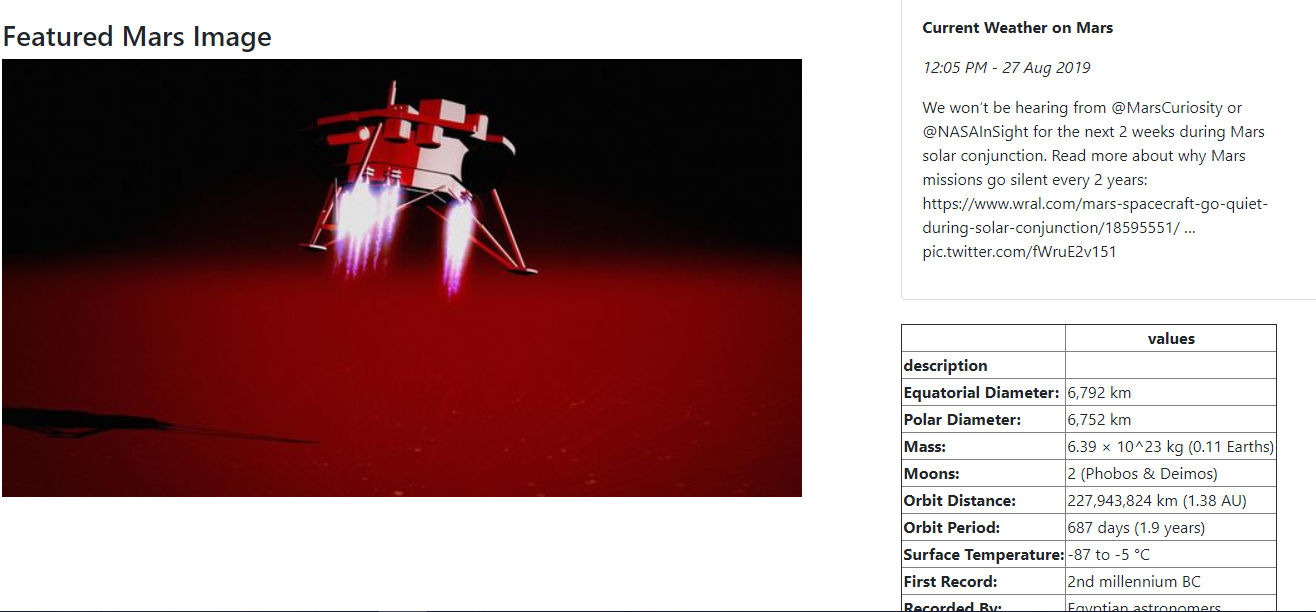 Featured Mars Image
Current Weather on Mars
12:05 PM - 27 Aug 2019
We won't be hearing from @MarsCuriosity or
@NASAInSight for the next 2 weeks during Mars
solar conjunction. Read more about why Mars
missions go silent every 2 years:
https://www.wral.com/mars-spacecraft-go-quiet-
during-solar-conjunction/18595551/ …
pic.twitter.com/fWruE2v151
values
description
Equatorial Diameter: 6,792 km
Polar Diameter: 6,752 km
Mass: 6.39 × 10^23 kg (0.11 Earths)
Moons: 2 (Phobos & Deimos)
Orbit Distance: 227,943,824 km (1.38 AU)
Orbit Period: 687 days (1.9 years)
Surface Temperature: -87 to -5 °C
First Record: 2nd millennium BC
Recorded By: Egyptian astronomers